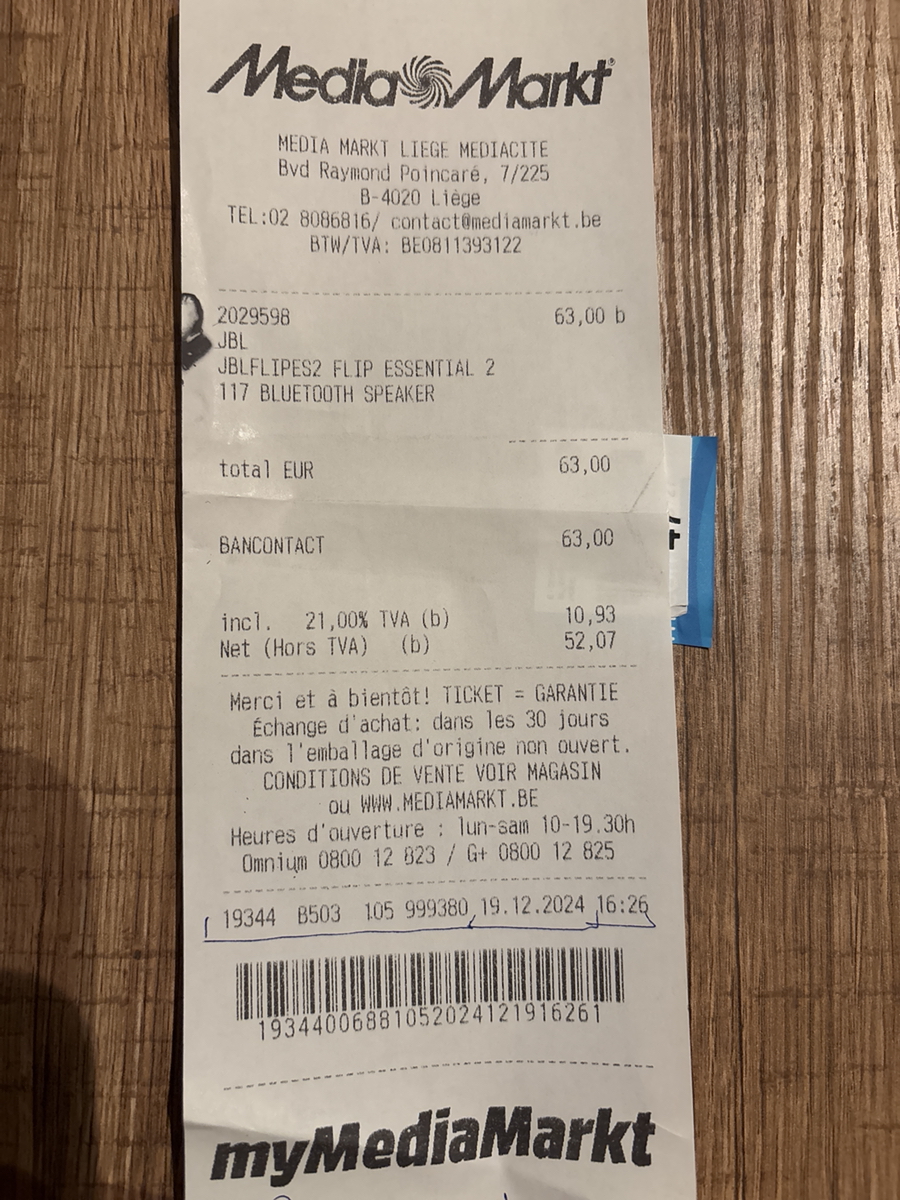 MediaMarkt
MEDIA MARKT LIEGE MEDIACITE
Bvd Raymond Poincaré, 7/225
B-4020 Liège
TEL:02 8086816/ contact@mediamarkt.be
BTW/TVA: BE0811393122
2029598 63,00 b
JBL
JBLFLIPES2 FLIP ESSENTIAL 2
117 BLUETOOTH SPEAKER
total EUR 63,00
BANCONTACT 63,00
incl. 21,00% TVA (b) 10,93
Net (Hors TVA) (b) 52,07
Merci et à bientôt! TICKET = GARANTIE
Échange d'achat: dans les 30 jours
dans l'emballage d'origine non ouvert.
CONDITIONS DE VENTE VOIR MAGASIN
ou WWW.MEDIAMARKT.BE
Heures d'ouverture : lun-sam 10-19.30h
Omnium 0800 12 823 / G+ 0800 12 825
19344 B503 105 999380 19.12.2024 16:26
19344006881052024121916261
myMediaMarkt